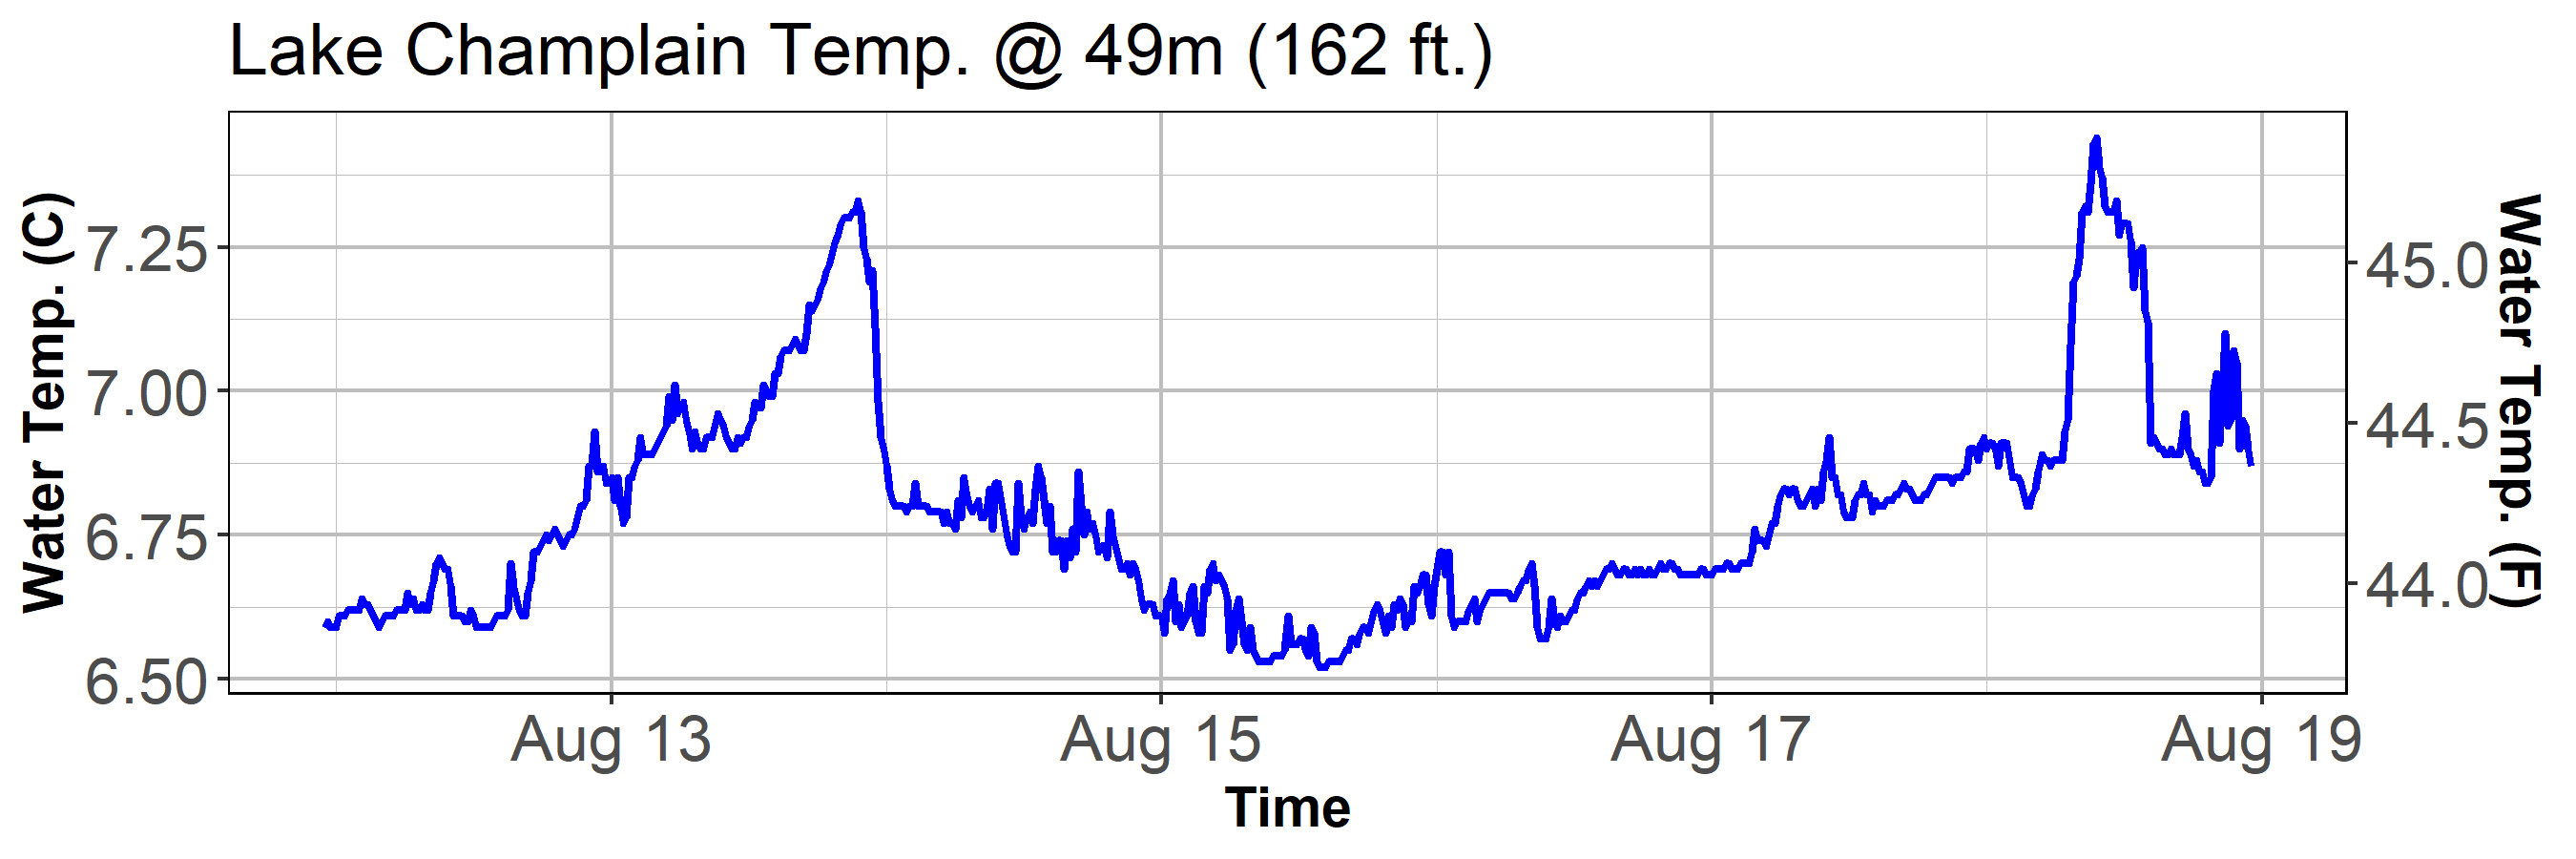 Lake Champlain Temp. @ 49m (162 ft.)
Water Temp. (C)
7.25
7.00
6.75
6.50
45.0
44.5
44.0
Water Temp. (F)
Aug 13 Aug 15 Aug 17 Aug 19
Time